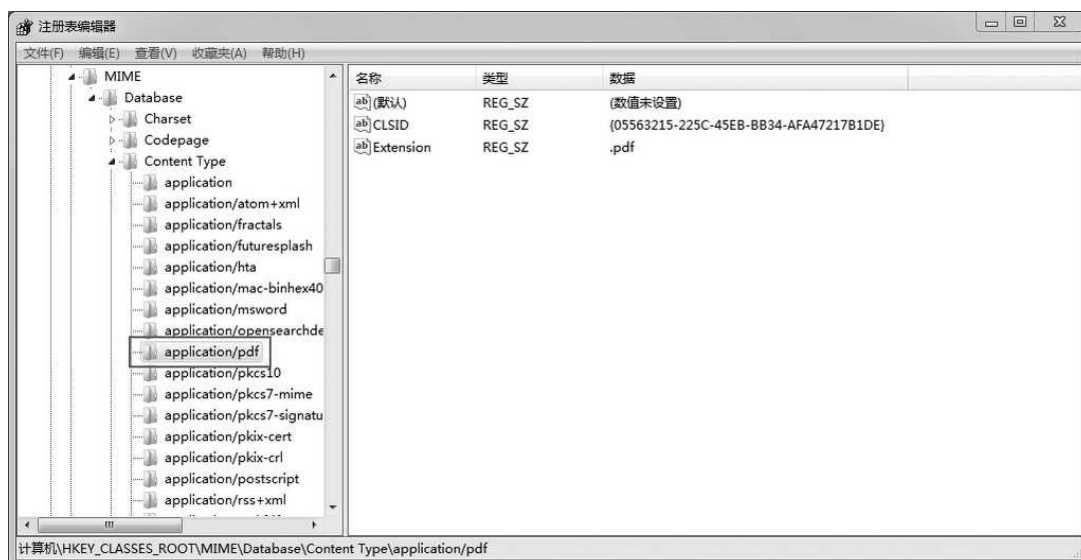 注册表编辑器
文件(F) 编辑(E) 查看(V) 收藏夹(A) 帮助(H)
MIME
Database
Charset
Codepage
Content Type
application
application/atom+xml
application/fractals
application/futuresplash
application/hta
application/mac-binhex40
application/msword
application/opensearchde
application/pdf
application/pkcs10
application/pkcs7-mime
application/pkcs7-signatu
application/pkix-cert
application/pkix-crl
application/postscript
application/rss+xml
名称 类型 数据
(默认) REG_SZ (数值未设置)
CLSID REG_SZ {05563215-225C-45EB-BB34-AFA47217B1DE}
Extension REG_SZ .pdf
计算机\HKEY_CLASSES_ROOT\MIME\Database\Content Type\application/pdf